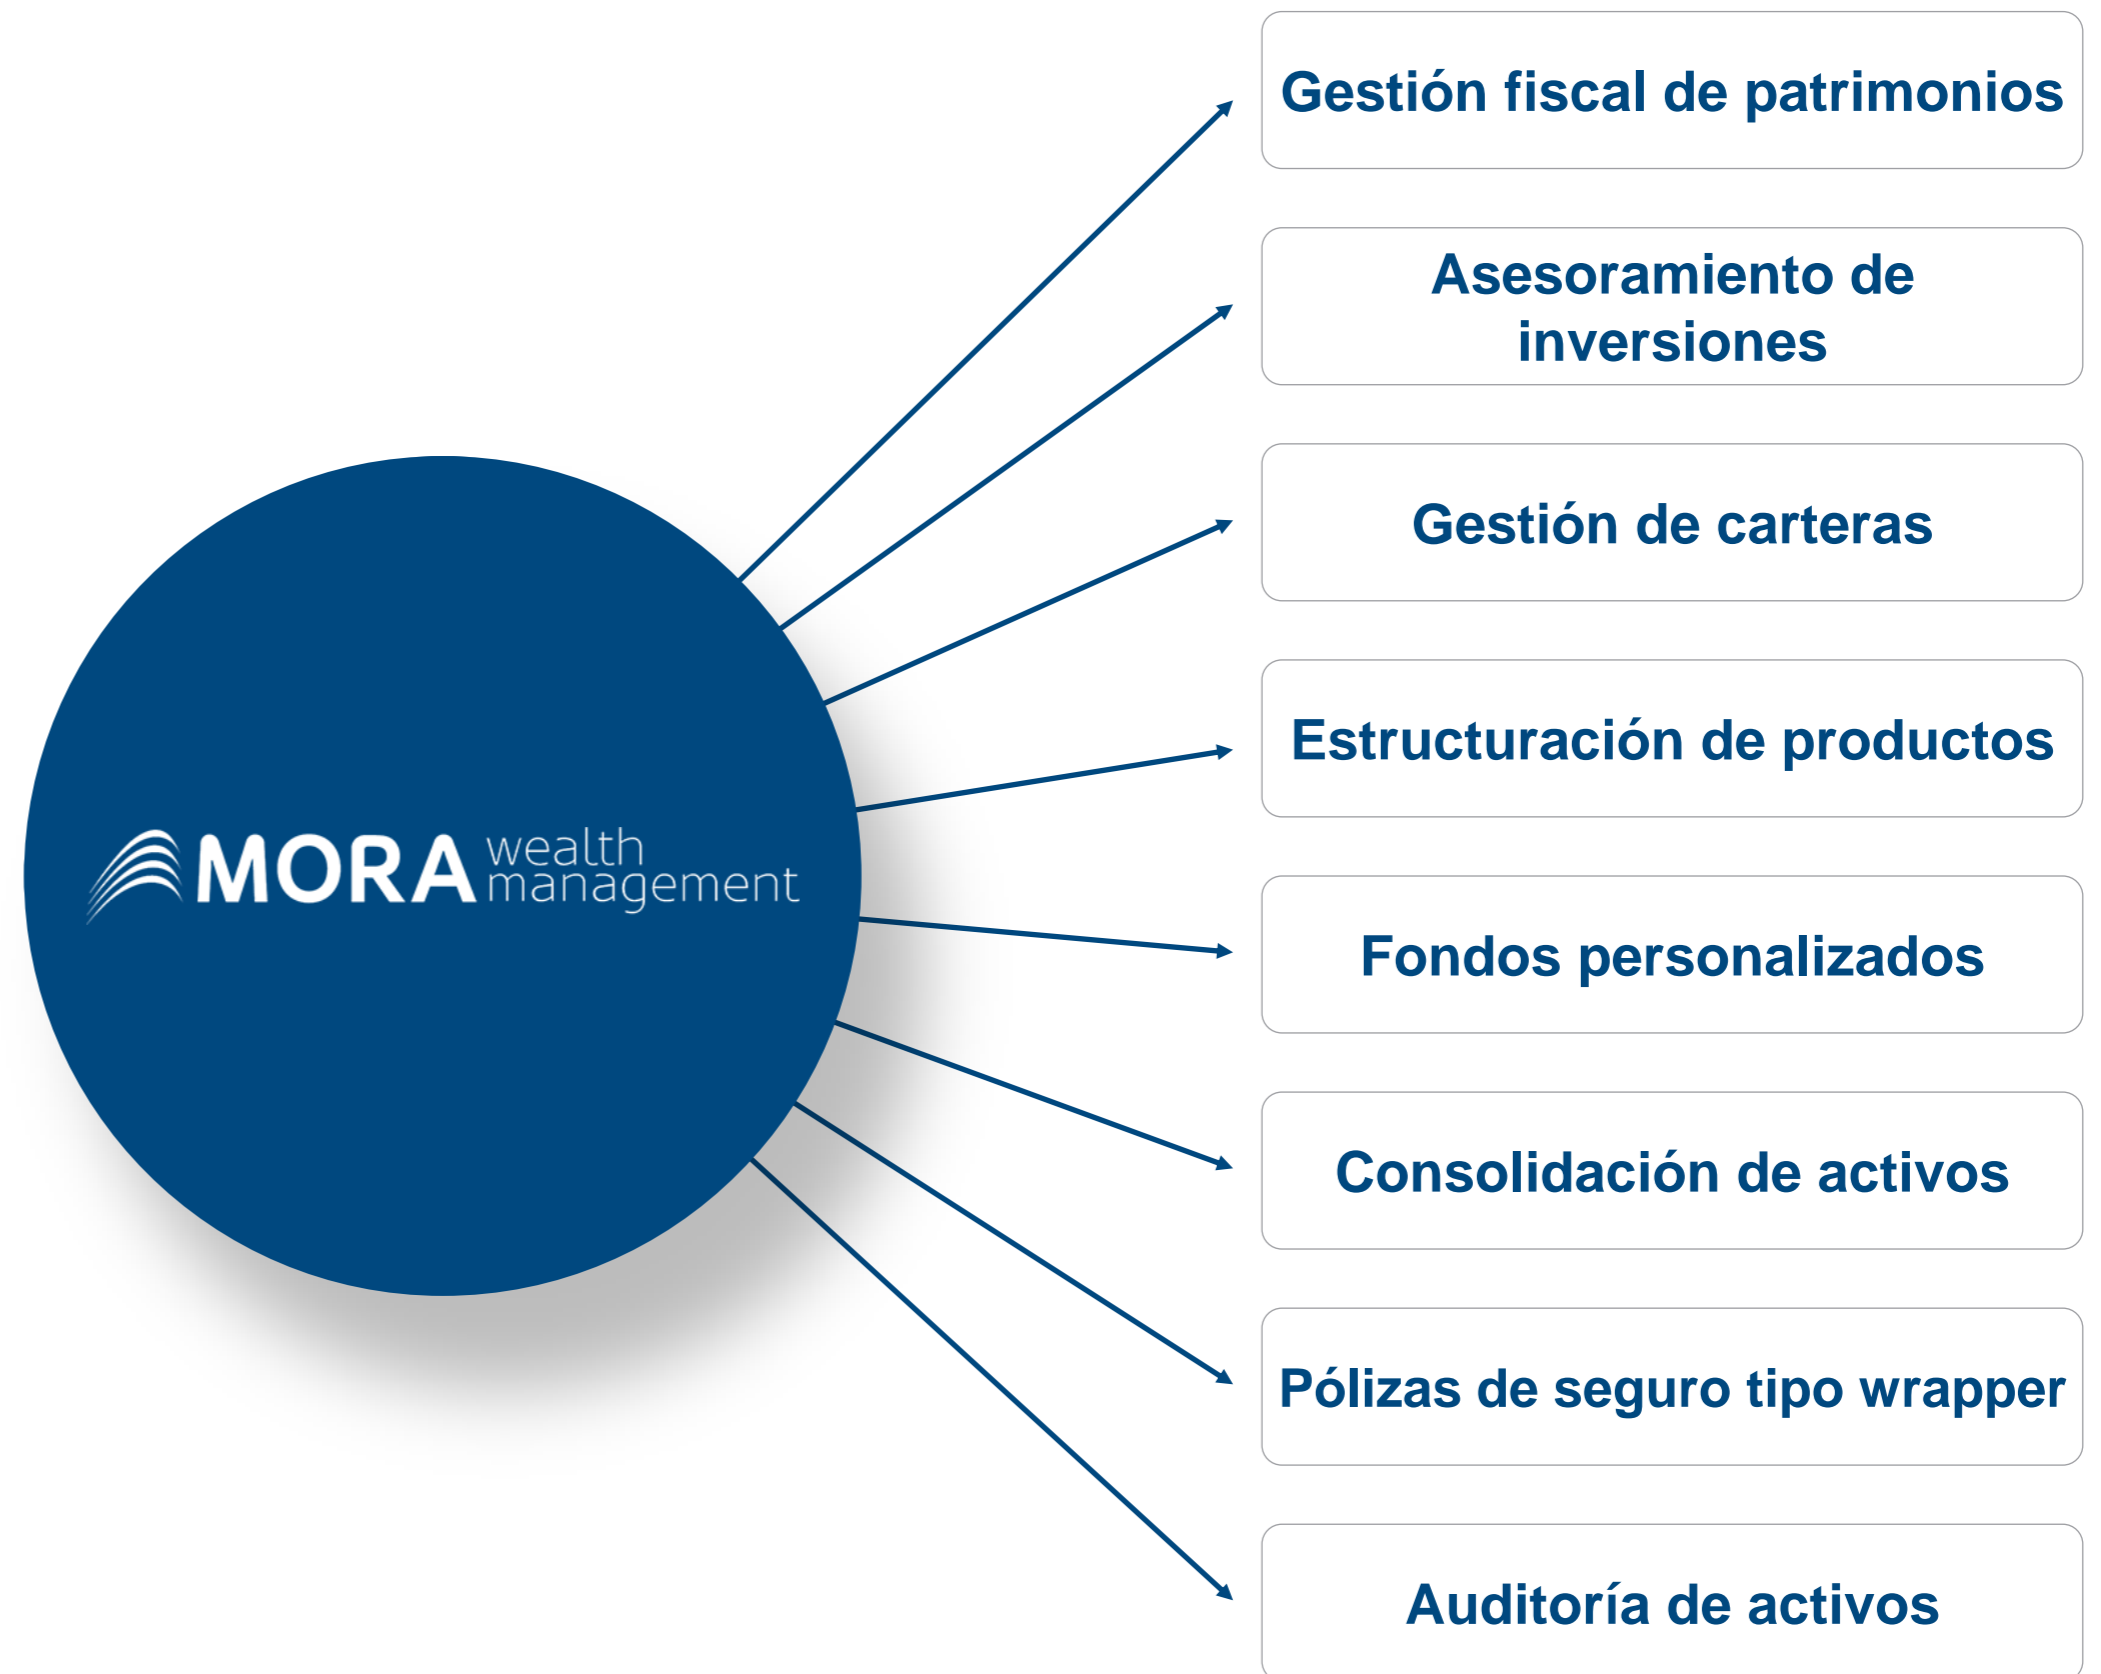 Gestión fiscal de patrimonios
Asesoramiento de
inversiones
Gestión de carteras
Estructuración de productos
MORA wealth
management
Fondos personalizados
Consolidación de activos
Pólizas de seguro tipo wrapper
Auditoría de activos